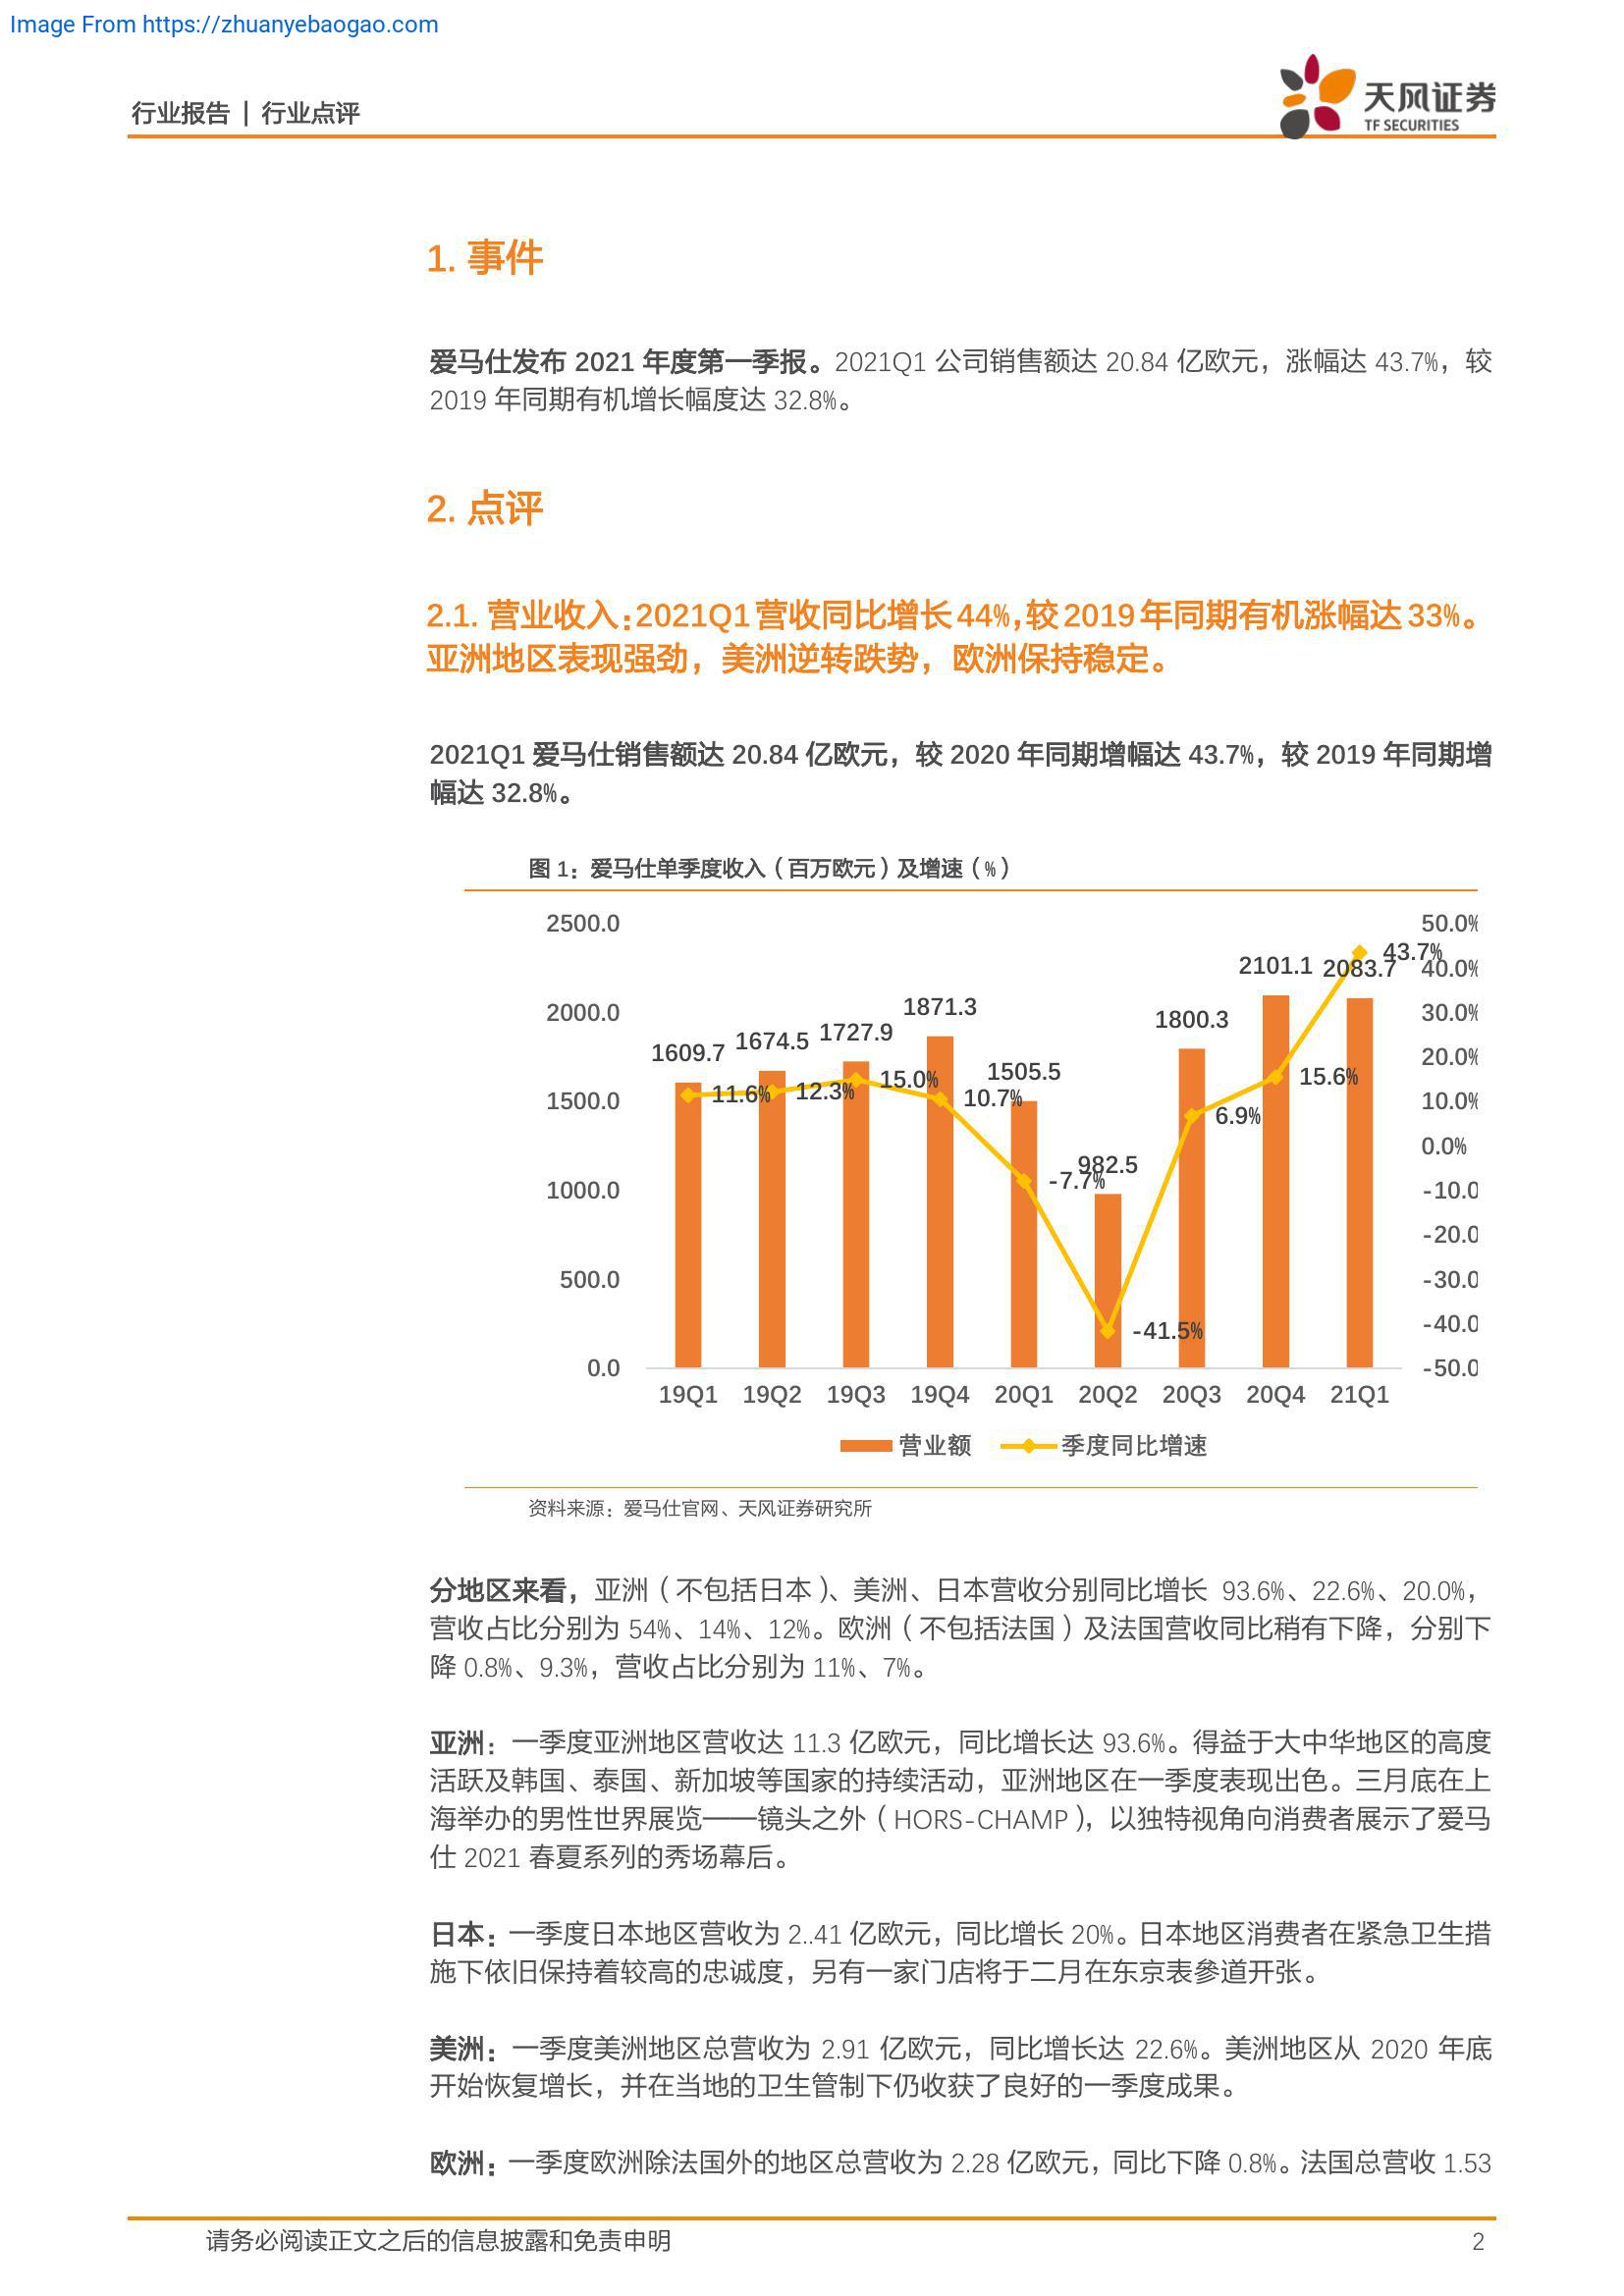 Image From https://zhuanyebaogao.com
行业报告 | 行业点评
天风证券
TF SECURITIES
1. 事件
爱马仕发布 2021 年度第一季报。2021Q1 公司销售额达 20.84 亿欧元，涨幅达 43.7%，较
2019 年同期有机增长幅度达 32.8%。
2. 点评
2.1. 营业收入：2021Q1 营收同比增长 44%，较 2019 年同期有机涨幅达 33%。
亚洲地区表现强劲，美洲逆转跌势，欧洲保持稳定。
2021Q1 爱马仕销售额达 20.84 亿欧元，较 2020 年同期增幅达 43.7%，较 2019 年同期增
幅达 32.8%。
图 1：爱马仕单季度收入（百万欧元）及增速（%）
2500.0
2000.0
1500.0
1000.0
500.0
0.0
1609.7
1674.5
1727.9
1871.3
1505.5
982.5
1800.3
2101.1
2083.7
11.6%
12.3%
15.0%
10.7%
-7.7%
-41.5%
6.9%
15.6%
43.7%
50.0%
40.0%
30.0%
20.0%
10.0%
0.0%
-10.0
-20.0
-30.0
-40.0
-50.0
19Q1 19Q2 19Q3 19Q4 20Q1 20Q2 20Q3 20Q4 21Q1
营业额 季度同比增速
资料来源：爱马仕官网、天风证券研究所
分地区来看，亚洲（不包括日本）、美洲、日本营收分别同比增长 93.6%、22.6%、20.0%，
营收占比分别为 54%、14%、12%。欧洲（不包括法国）及法国营收同比稍有下降，分别下
降 0.8%、9.3%，营收占比分别为 11%、7%。
亚洲：一季度亚洲地区营收达 11.3 亿欧元，同比增长达 93.6%。得益于大中华地区的高度
活跃及韩国、泰国、新加坡等国家的持续活动，亚洲地区在一季度表现出色。三月底在上
海举办的男性世界展览——镜头之外（HORS-CHAMP），以独特视角向消费者展示了爱马
仕 2021 春夏系列的秀场幕后。
日本：一季度日本地区营收为 2..41 亿欧元，同比增长 20%。日本地区消费者在紧急卫生措
施下依旧保持着较高的忠诚度，另有一家门店将于二月在东京表参道开张。
美洲：一季度美洲地区总营收为 2.91 亿欧元，同比增长达 22.6%。美洲地区从 2020 年底
开始恢复增长，并在当地的卫生管制下仍收获了良好的一季度成果。
欧洲：一季度欧洲除法国外的地区总营收为 2.28 亿欧元，同比下降 0.8%。法国总营收 1.53
请务必阅读正文之后的信息披露和免责申明
2